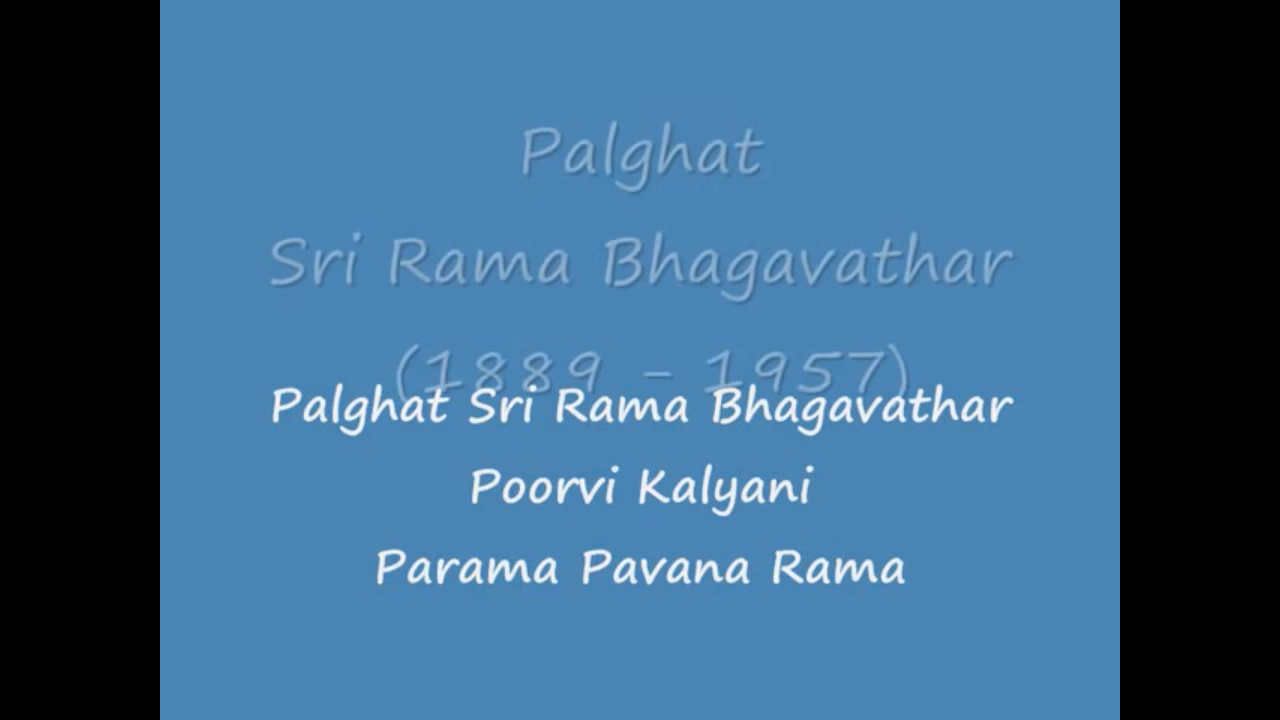 Palghat
Sri Rama Bhagavathar
(1889 - 1957)
Palghat Sri Rama Bhagavathar
Poorvi Kalyani
Parama Pavana Rama